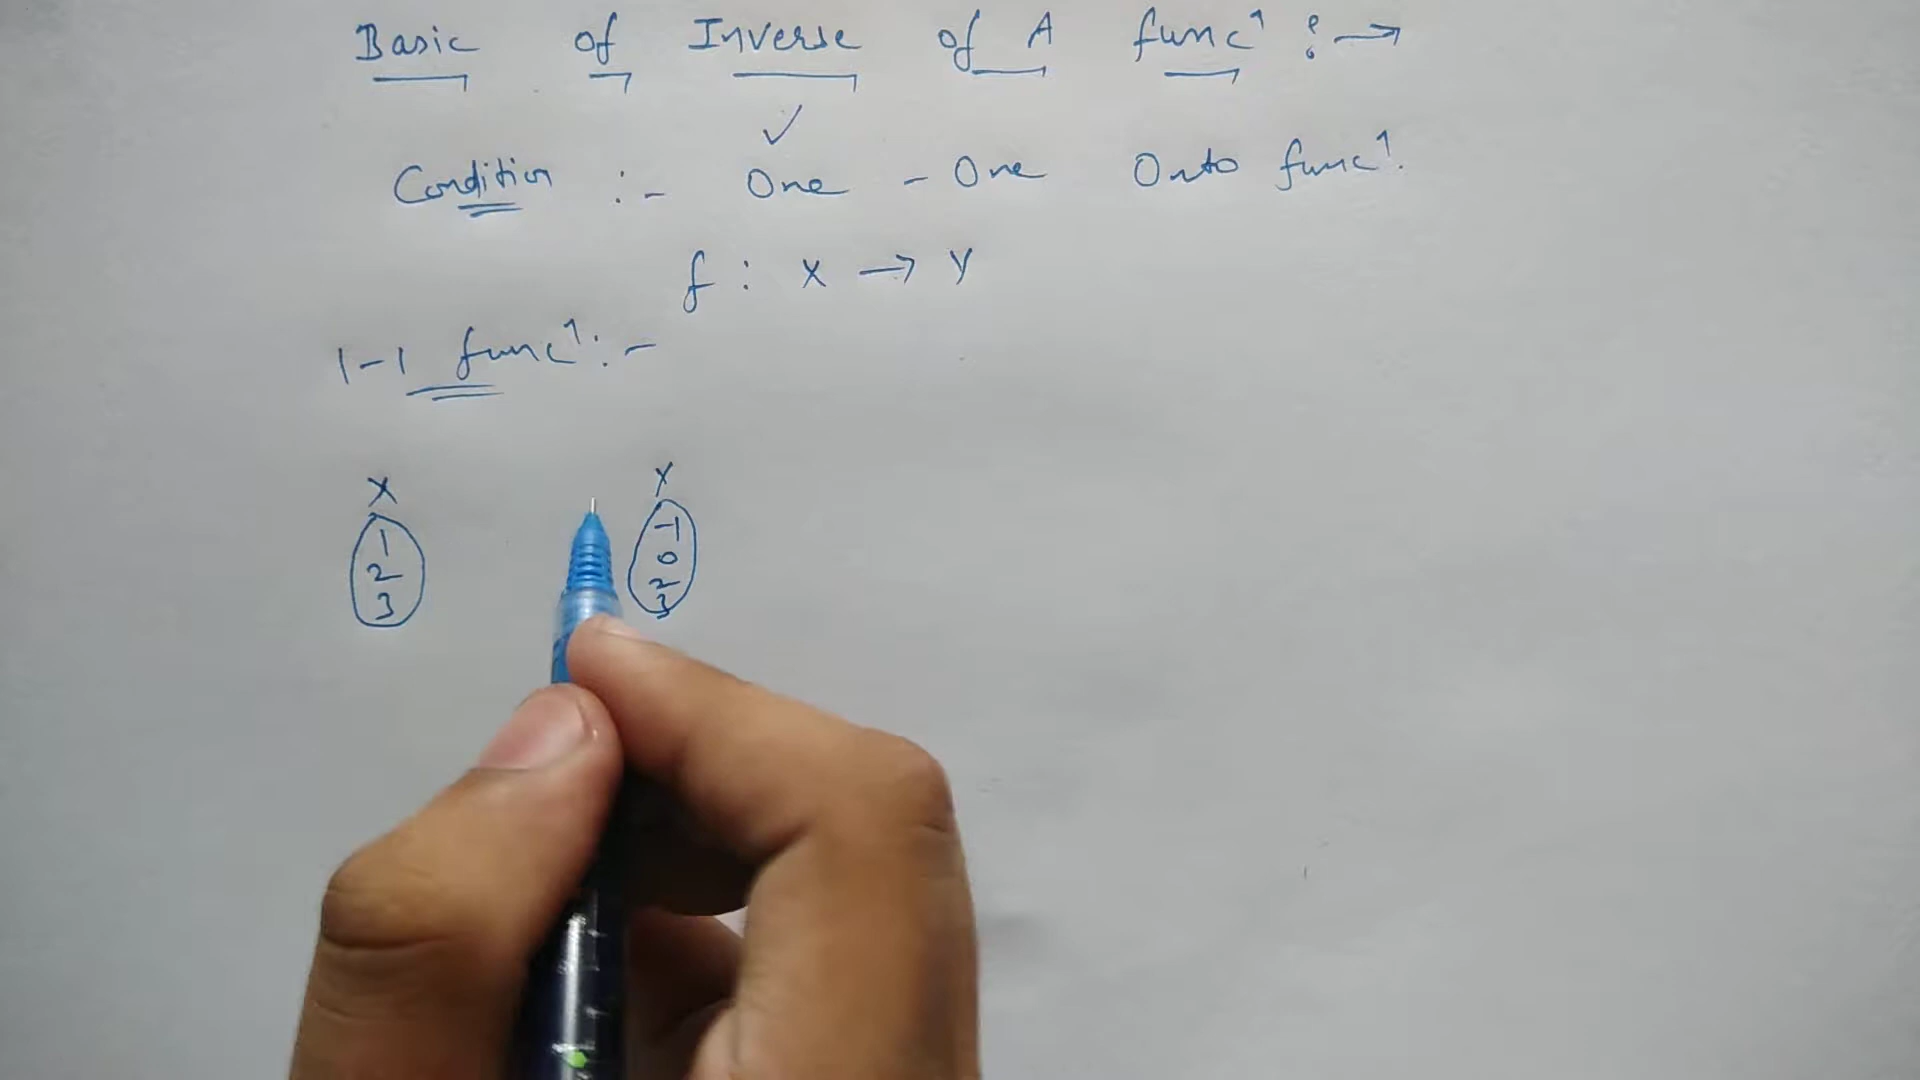 Basic of Inverse of A func^n :→
Condition :- One - One Onto func^n.
f : X → Y
1-1 func^n :-
X Y
1 -1
2 0
3 2
3